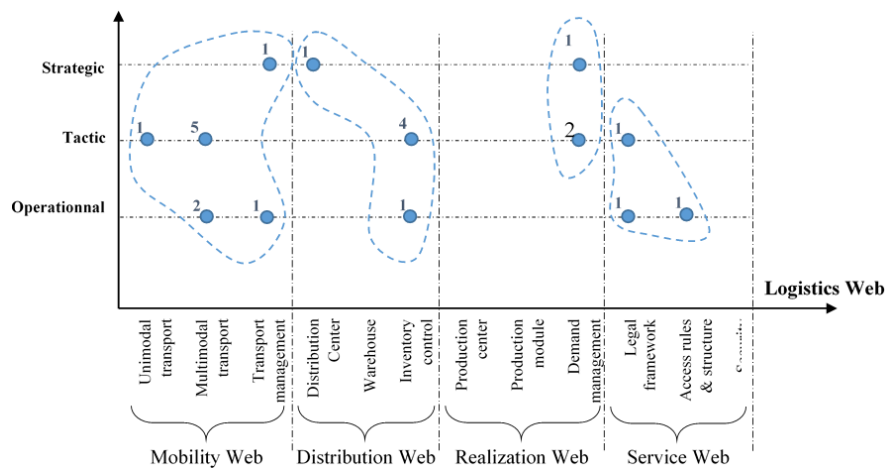 1
1
1
Strategic
1
5
4
2
1
Tactic
2
1
1
1
1
Operationnal
Logistics Web
Unimodal
transport
Multimodal
transport
Transport
management
Distribution
Center
Warehouse
Inventory
control
Production
center
Production
module
Demand
management
Legal
framework
Access rules
& structure
Mobility Web
Distribution Web
Realization Web
Service Web